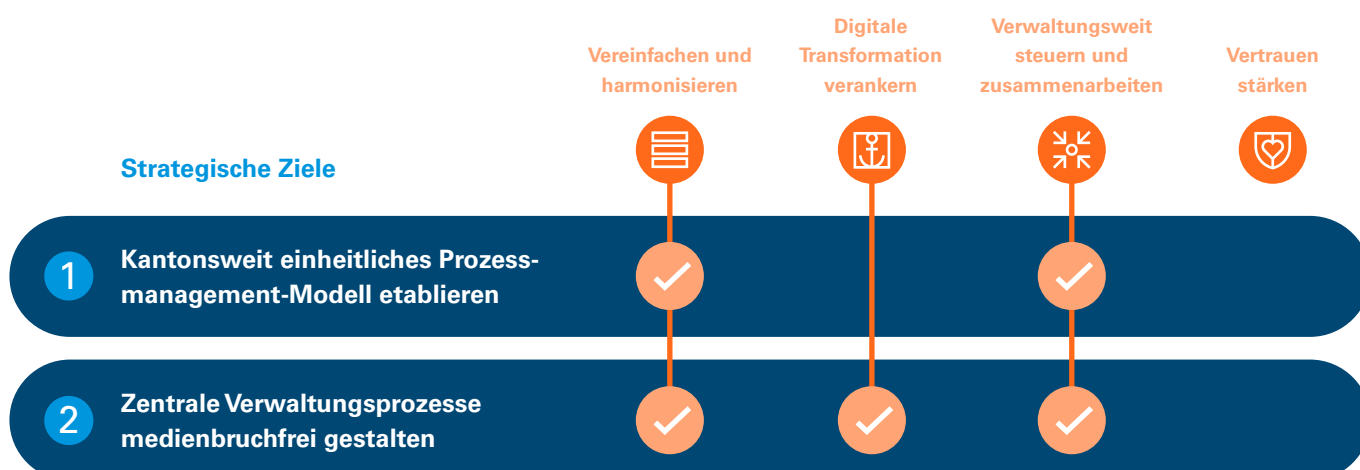 Vereinfachen und
harmonisieren
Digitale
Transformation
verankern
Verwaltungsweit
steuern und
zusammenarbeiten
Vertrauen
stärken
Strategische Ziele
1
Kantonsweit einheitliches Prozess-
management-Modell etablieren
2
Zentrale Verwaltungsprozesse
medienbruchfrei gestalten